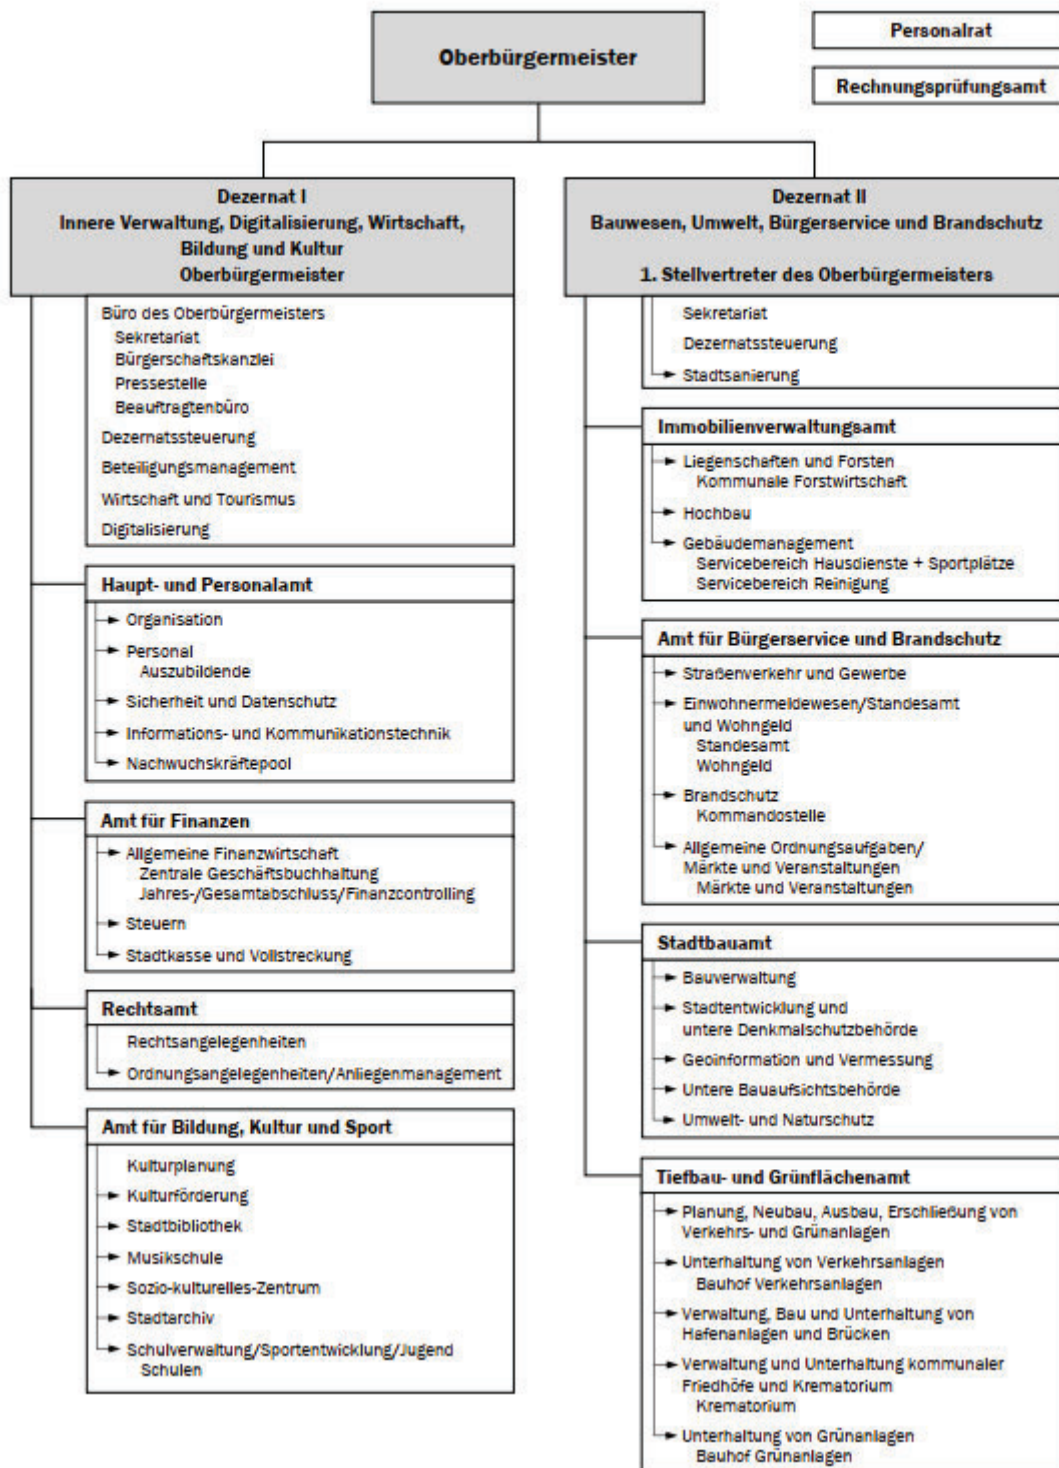 Oberbürgermeister
Personalrat
Rechnungsprüfungsamt
Dezernat I
Innere Verwaltung, Digitalisierung, Wirtschaft,
Bildung und Kultur
Oberbürgermeister
Büro des Oberbürgermeisters
Sekretariat
Bürgerschaftskanzlei
Pressestelle
Beauftragtenbüro
Dezernatssteuerung
Beteiligungsmanagement
Wirtschaft und Tourismus
Digitalisierung
Haupt- und Personalamt
Organisation
Personal
Auszubildende
Sicherheit und Datenschutz
Informations- und Kommunikationstechnik
Nachwuchskräftepool
Amt für Finanzen
Allgemeine Finanzwirtschaft
Zentrale Geschäftsbuchhaltung
Jahres-/Gesamtabschluss/Finanzcontrolling
Steuern
Stadtkasse und Vollstreckung
Rechtsamt
Rechtsangelegenheiten
Ordnungsangelegenheiten/Anliegenmanagement
Amt für Bildung, Kultur und Sport
Kulturplanung
Kulturförderung
Stadtbibliothek
Musikschule
Sozio-kulturelles-Zentrum
Stadtarchiv
Schulverwaltung/Sportentwicklung/Jugend
Schulen
Dezernat II
Bauwesen, Umwelt, Bürgerservice und Brandschutz
1. Stellvertreter des Oberbürgermeisters
Sekretariat
Dezernatssteuerung
Stadtsanierung
Immobilienverwaltungsamt
Liegenschaften und Forsten
Kommunale Forstwirtschaft
Hochbau
Gebäudemanagement
Servicebereich Hausdienste + Sportplätze
Servicebereich Reinigung
Amt für Bürgerservice und Brandschutz
Straßenverkehr und Gewerbe
Einwohnermeldewesen/Standesamt
und Wohngeld
Standesamt
Wohngeld
Brandschutz
Kommandostelle
Allgemeine Ordnungsaufgaben/
Märkte und Veranstaltungen
Märkte und Veranstaltungen
Stadtbauamt
Bauverwaltung
Stadtentwicklung und
untere Denkmalschutzbehörde
Geoinformation und Vermessung
Untere Bauaufsichtsbehörde
Umwelt- und Naturschutz
Tiefbau- und Grünflächenamt
Planung, Neubau, Ausbau, Erschließung von
Verkehrs- und Grünanlagen
Unterhaltung von Verkehrsanlagen
Bauhof Verkehrsanlagen
Verwaltung, Bau und Unterhaltung von
Hafenanlagen und Brücken
Verwaltung und Unterhaltung kommunaler
Friedhöfe und Krematorium
Krematorium
Unterhaltung von Grünanlagen
Bauhof Grünanlagen